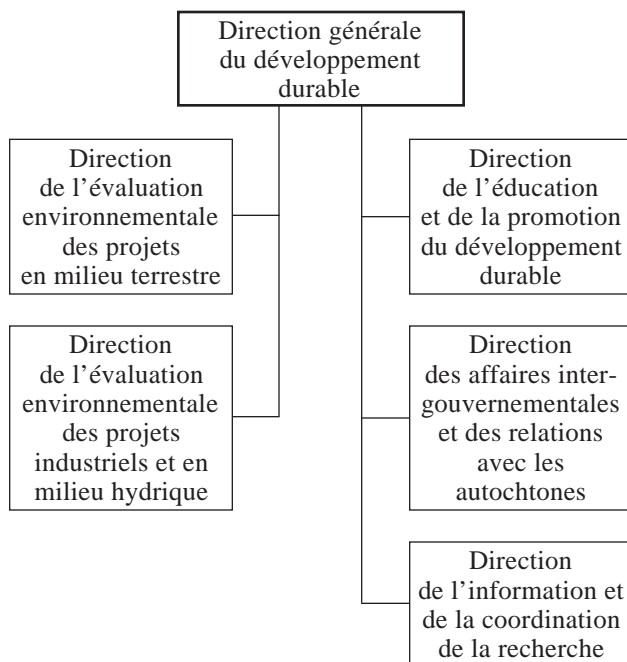 Direction générale
du développement
durable
Direction
de l’évaluation
environnementale
des projets
en milieu terrestre
Direction
de l’éducation
et de la promotion
du développement
durable
Direction
de l’évaluation
environnementale
des projets
industriels et en
milieu hydrique
Direction
des affaires inter-
gouvernementales
et des relations
avec les
autochtones
Direction
de l’information et
de la coordination
de la recherche